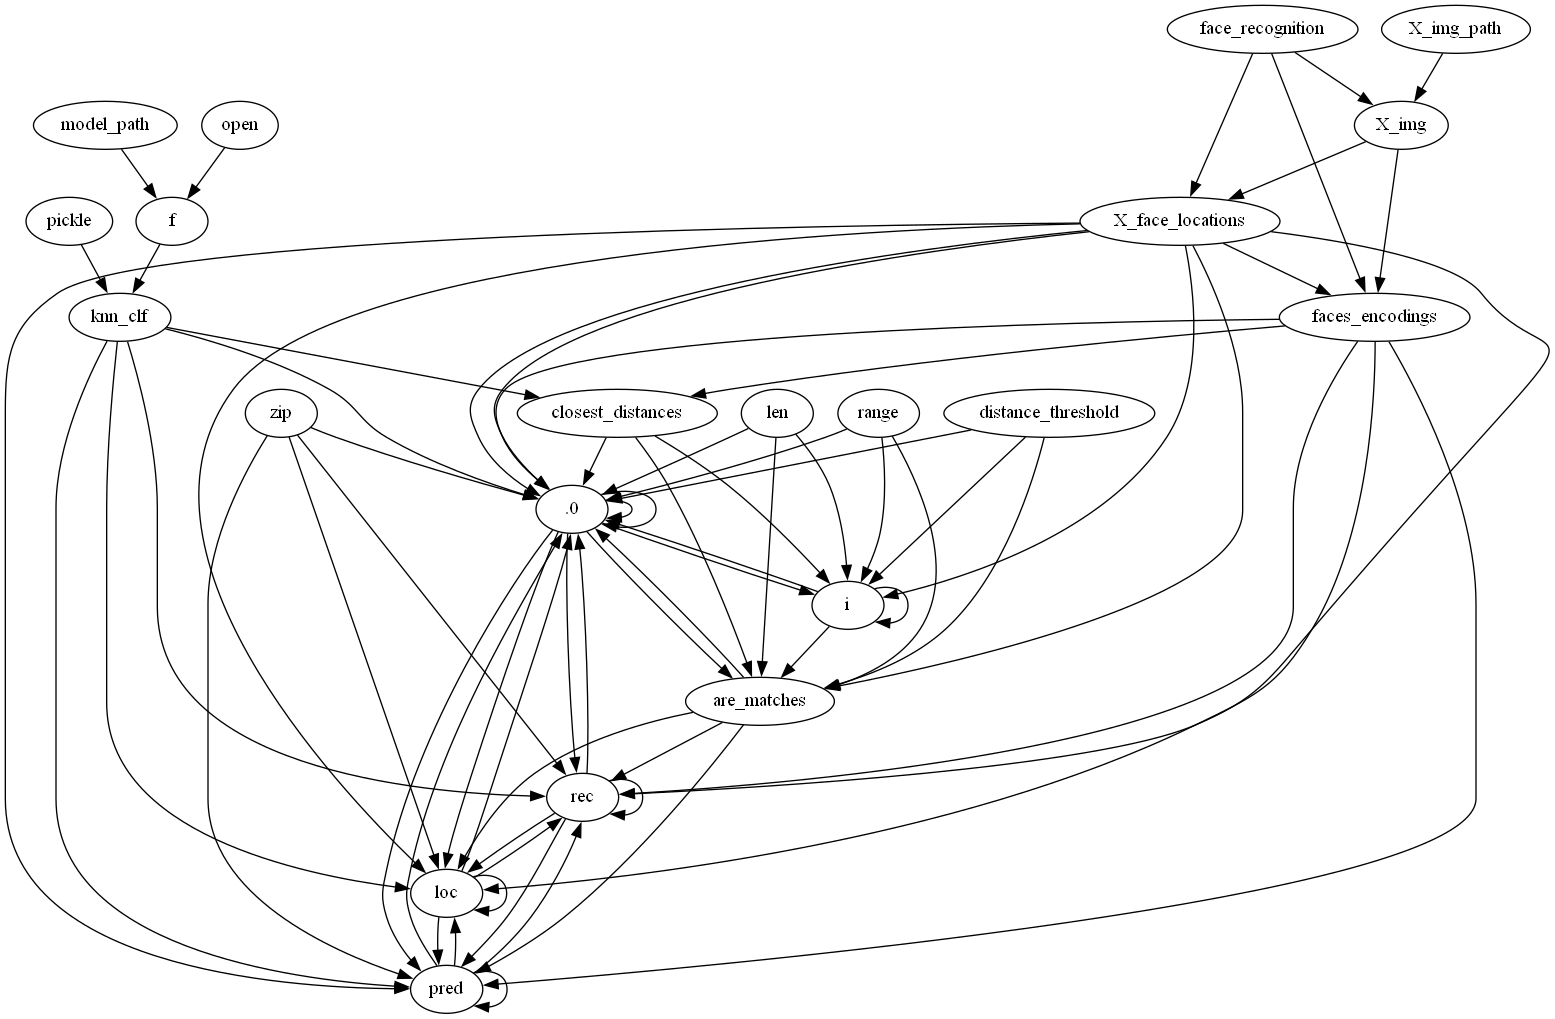 face_recognition
X_img_path
model_path
open
X_img
pickle
f
X_face_locations
knn_clf
faces_encodings
zip
closest_distances
len
range
distance_threshold
.0
i
are_matches
rec
loc
pred